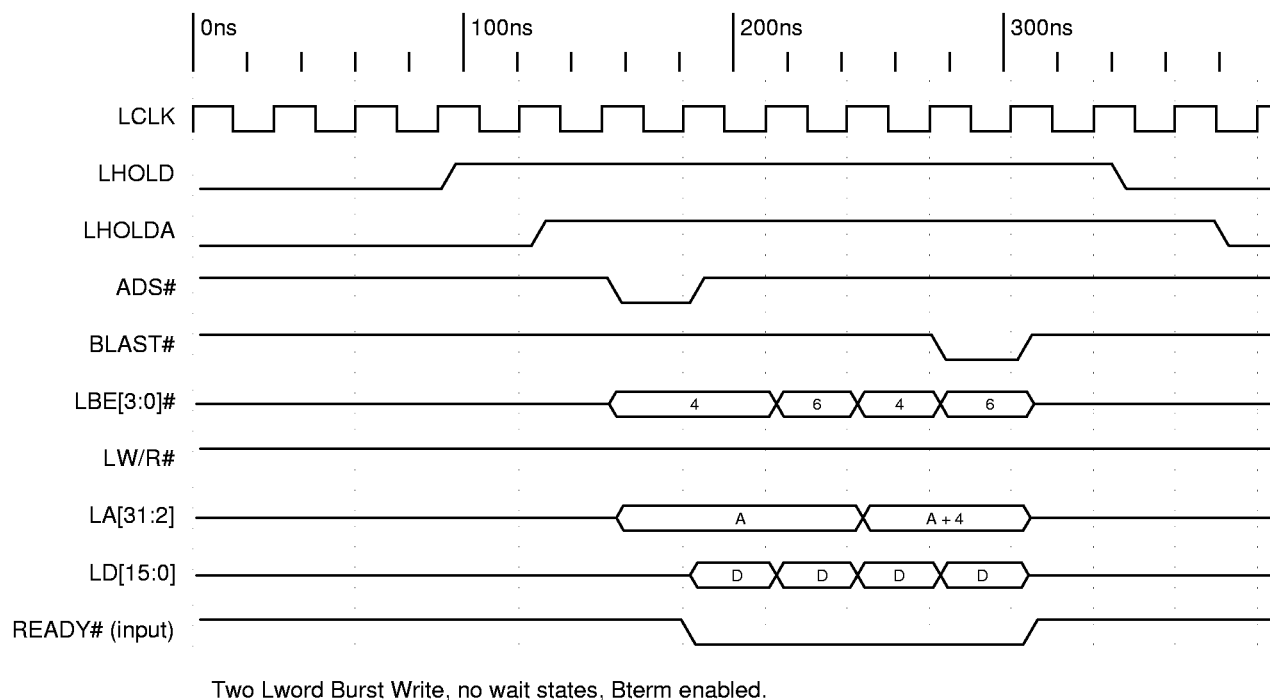 0ns 100ns 200ns 300ns
LCLK
LHOLD
LHOLDA
ADS#
BLAST#
LBE[3:0]# 4 6 4 6
LW/R#
LA[31:2] A A + 4
LD[15:0] D D D D
READY# (input)
Two Lword Burst Write, no wait states, Bterm enabled.